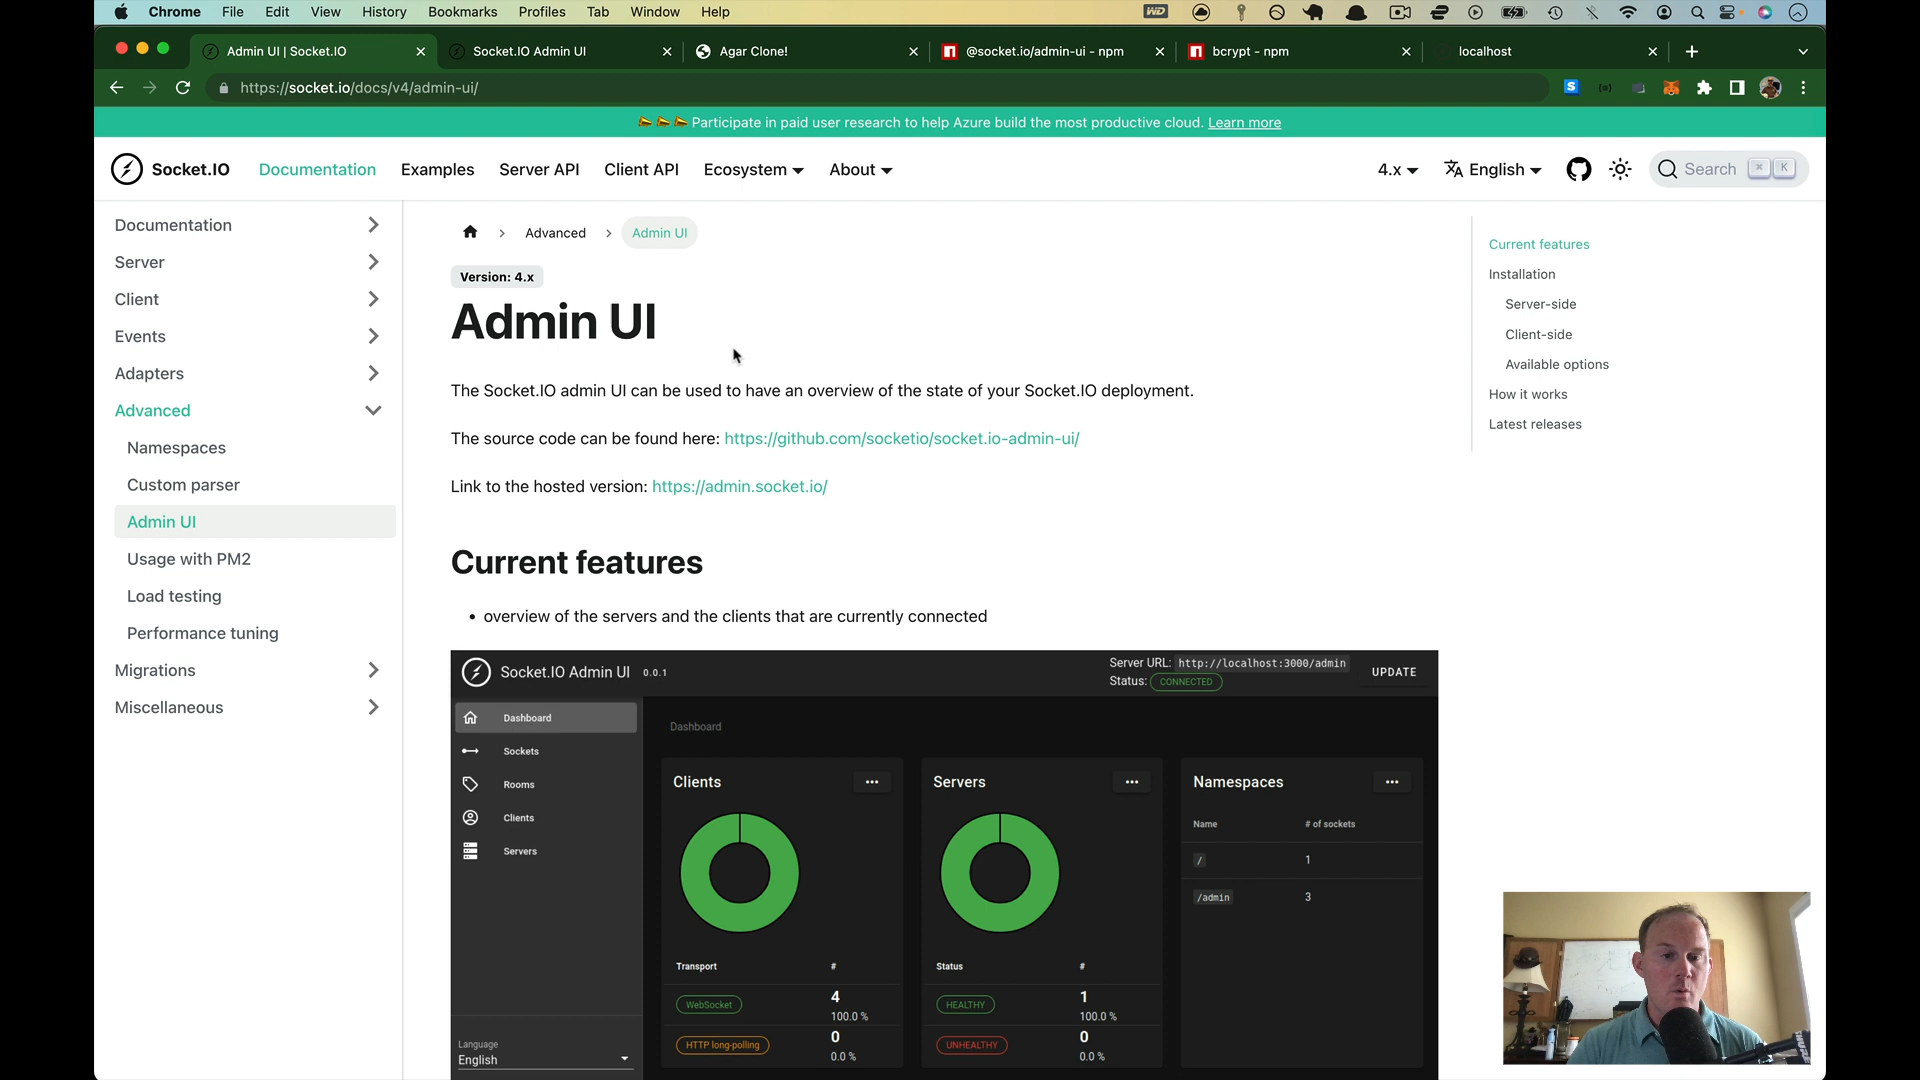 Chrome File Edit View History Bookmarks Profiles Tab Window Help
Admin UI | Socket.IO
Socket.IO Admin UI
Agar Clone!
@socket.io/admin-ui - npm
bcrypt - npm
localhost
https://socket.io/docs/v4/admin-ui/
Participate in paid user research to help Azure build the most productive cloud. Learn more
Socket.IO
Documentation
Examples
Server API
Client API
Ecosystem
About
4.x
English
Search
K
Documentation
Server
Client
Events
Adapters
Advanced
Namespaces
Custom parser
Admin UI
Usage with PM2
Load testing
Performance tuning
Migrations
Miscellaneous
Advanced
Admin UI
Version: 4.x
Admin UI
The Socket.IO admin UI can be used to have an overview of the state of your Socket.IO deployment.
The source code can be found here: https://github.com/socketio/socket.io-admin-ui/
Link to the hosted version: https://admin.socket.io/
Current features
• overview of the servers and the clients that are currently connected
Socket.IO Admin UI 0.0.1
Server URL: http://localhost:3000/admin
Status: CONNECTED
UPDATE
Dashboard
Sockets
Rooms
Clients
Servers
Language
English
Dashboard
Clients
Transport #
WebSocket 4
100.0 %
HTTP long-polling 0
0.0 %
Servers
Status #
HEALTHY 1
100.0 %
UNHEALTHY 0
0.0 %
Namespaces
Name # of sockets
/ 1
/admin 3
Current features
Installation
Server-side
Client-side
Available options
How it works
Latest releases